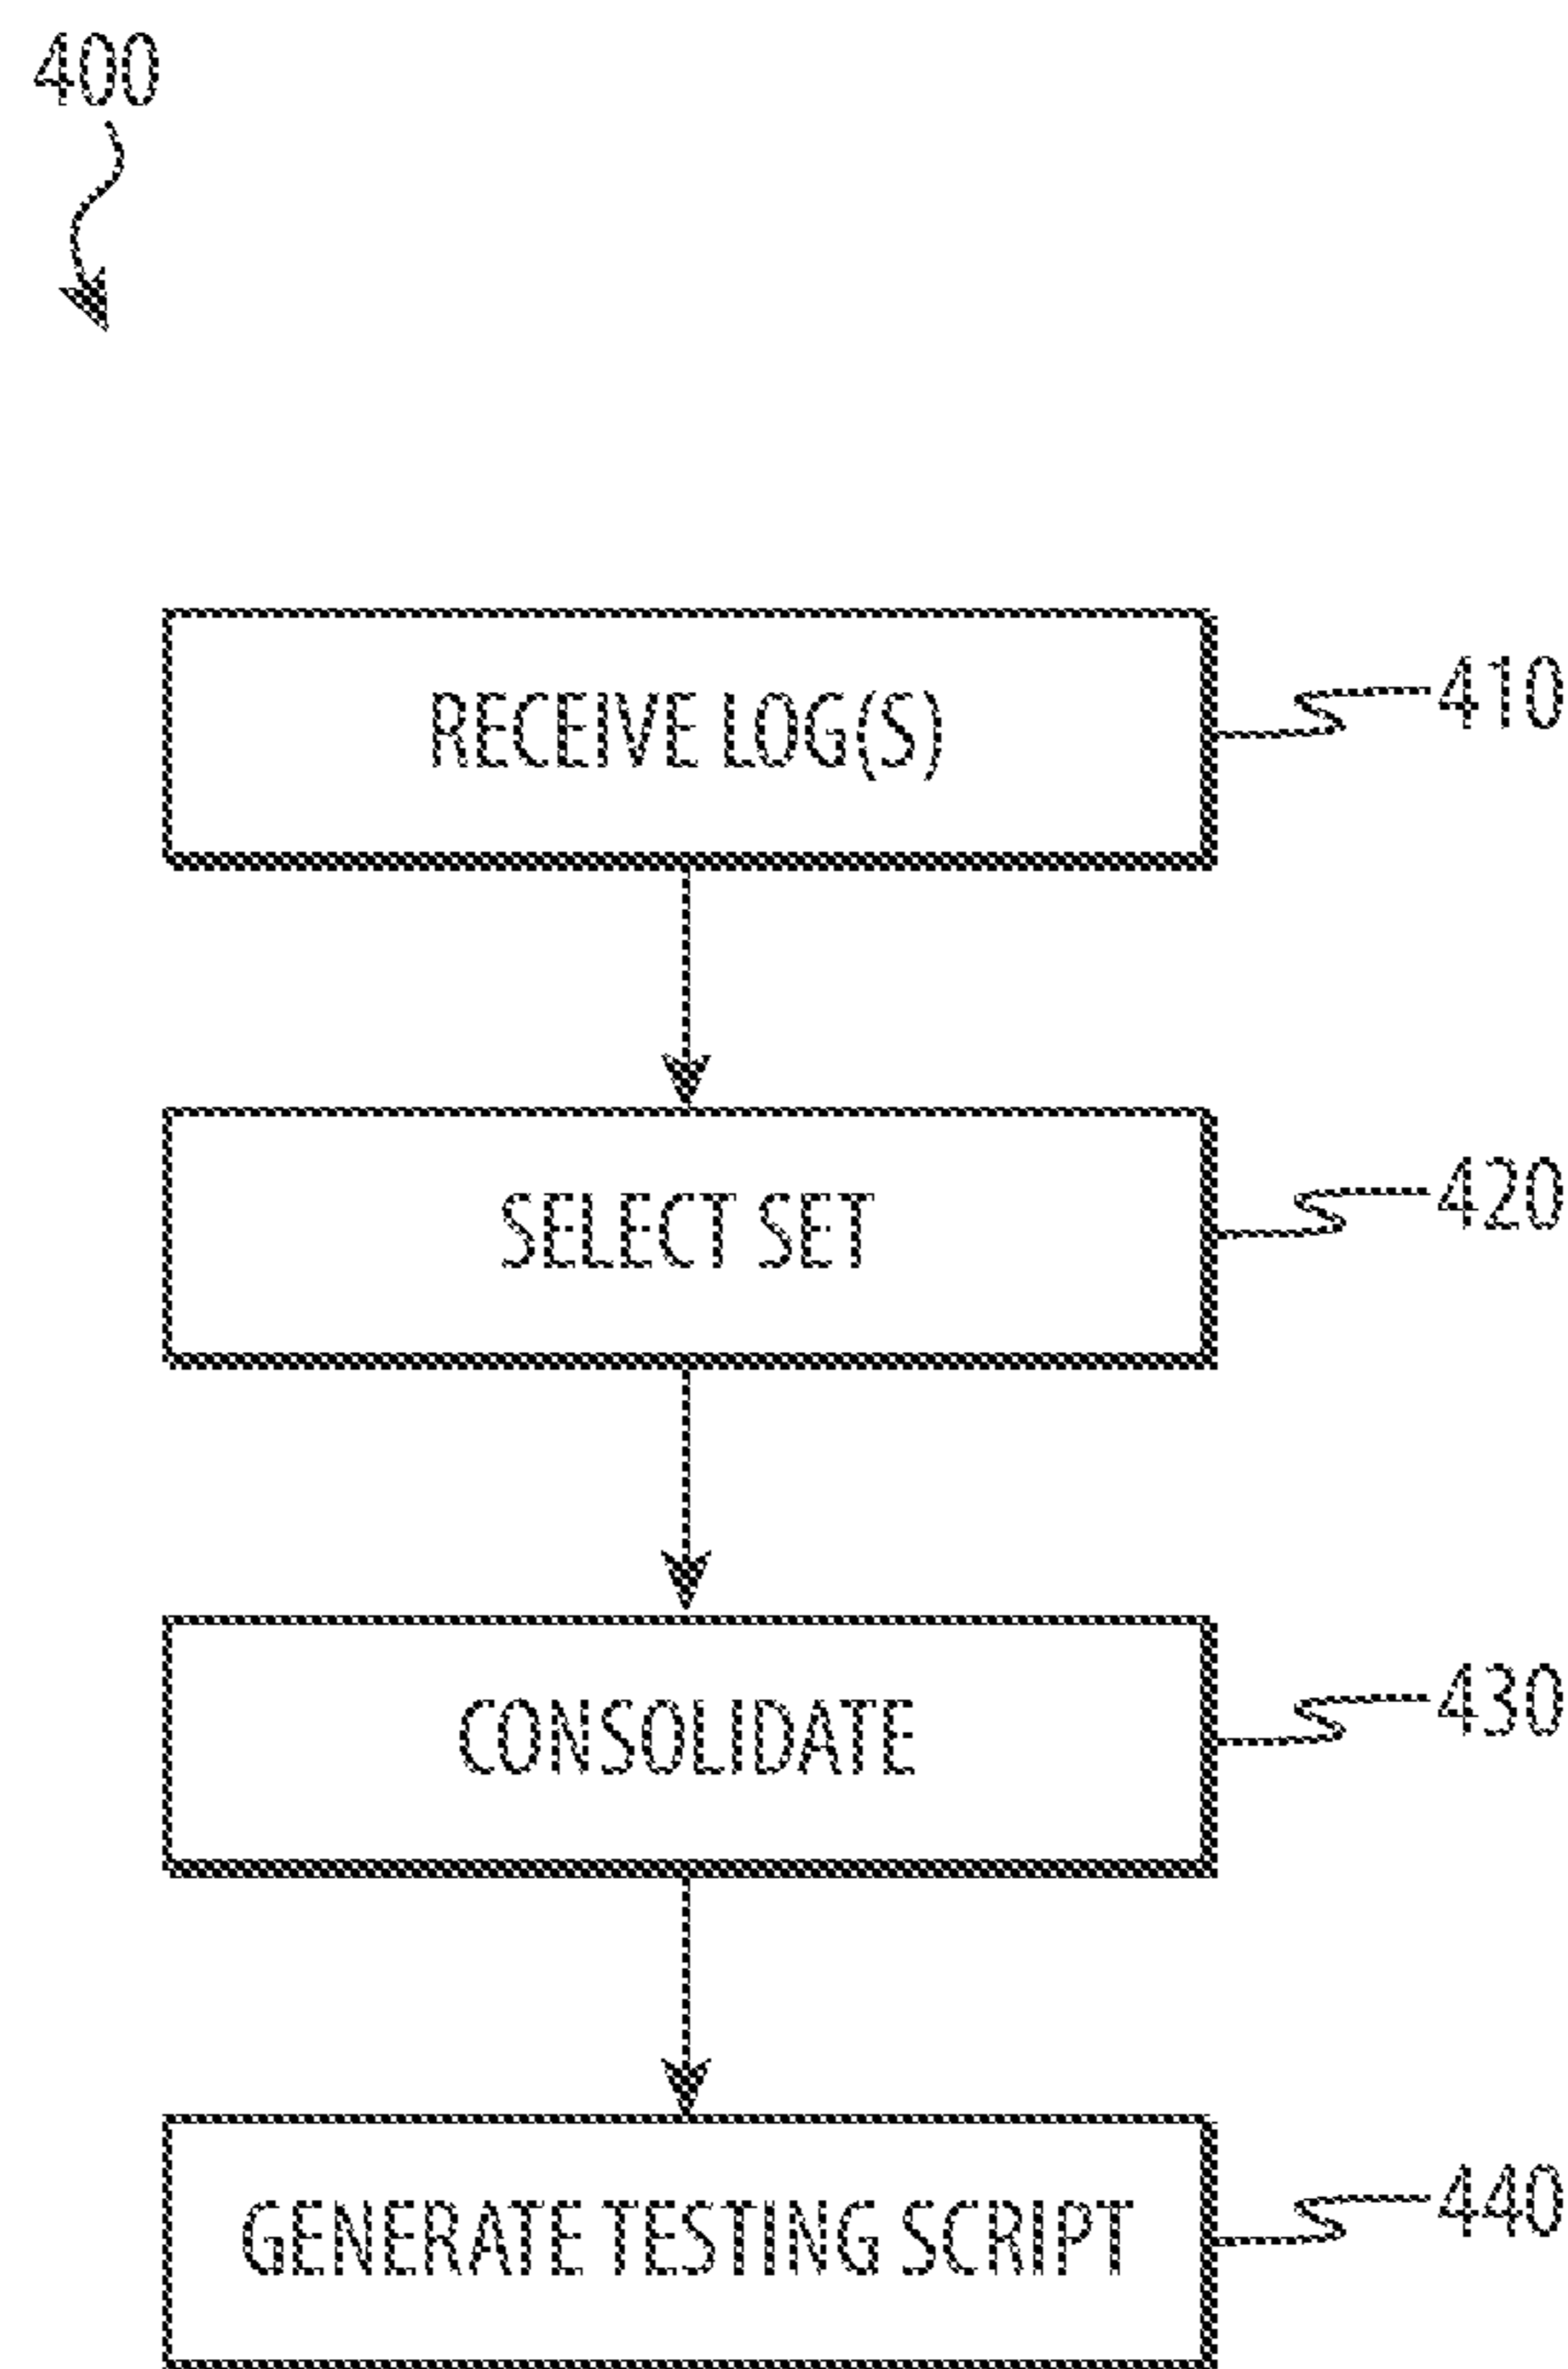 400
RECEIVE LOG(S)
410
SELECT SET
420
CONSOLIDATE
430
GENERATE TESTING SCRIPT
440